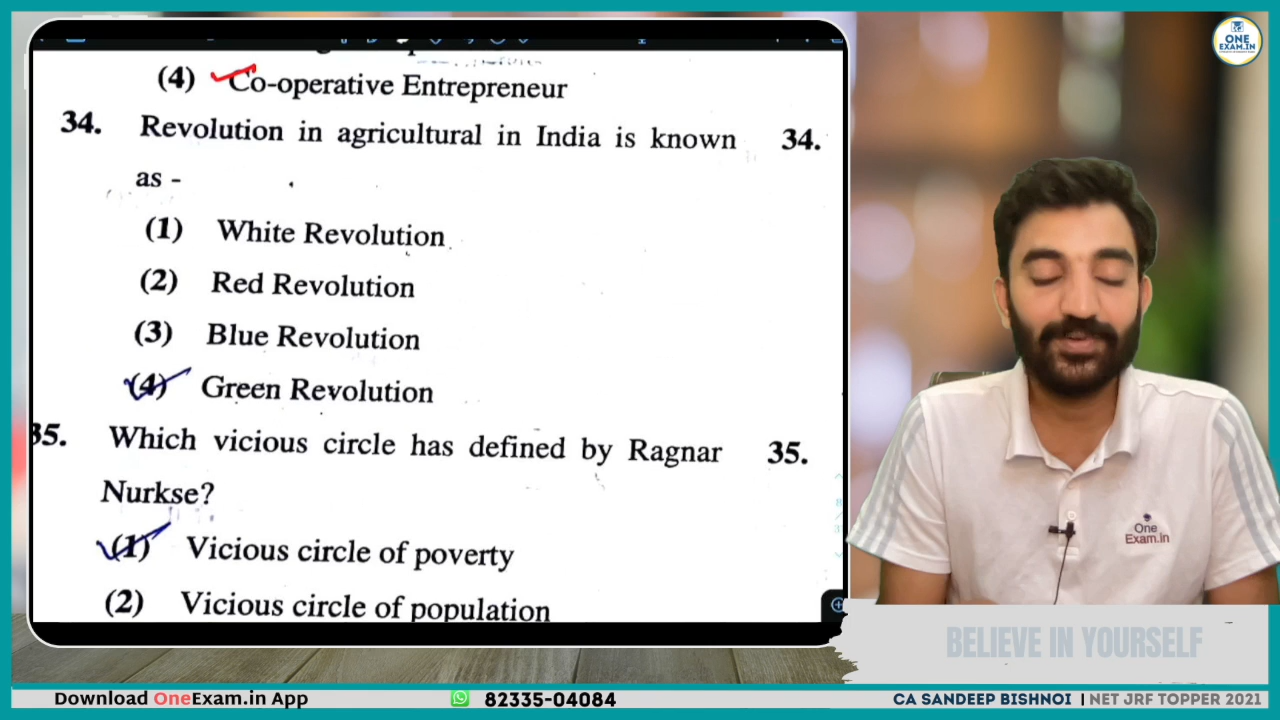 ONE
EXAM.IN
(4) Co-operative Entrepreneur
34. Revolution in agricultural in India is known 34.
as -
(1) White Revolution
(2) Red Revolution
(3) Blue Revolution
(4) Green Revolution
35. Which vicious circle has defined by Ragnar 35.
Nurkse?
(1) Vicious circle of poverty
(2) Vicious circle of population
One
Exam.in
BELIEVE IN YOURSELF
Download OneExam.in App 82335-04084 CA SANDEEP BISHNOI | NET JRF TOPPER 2021